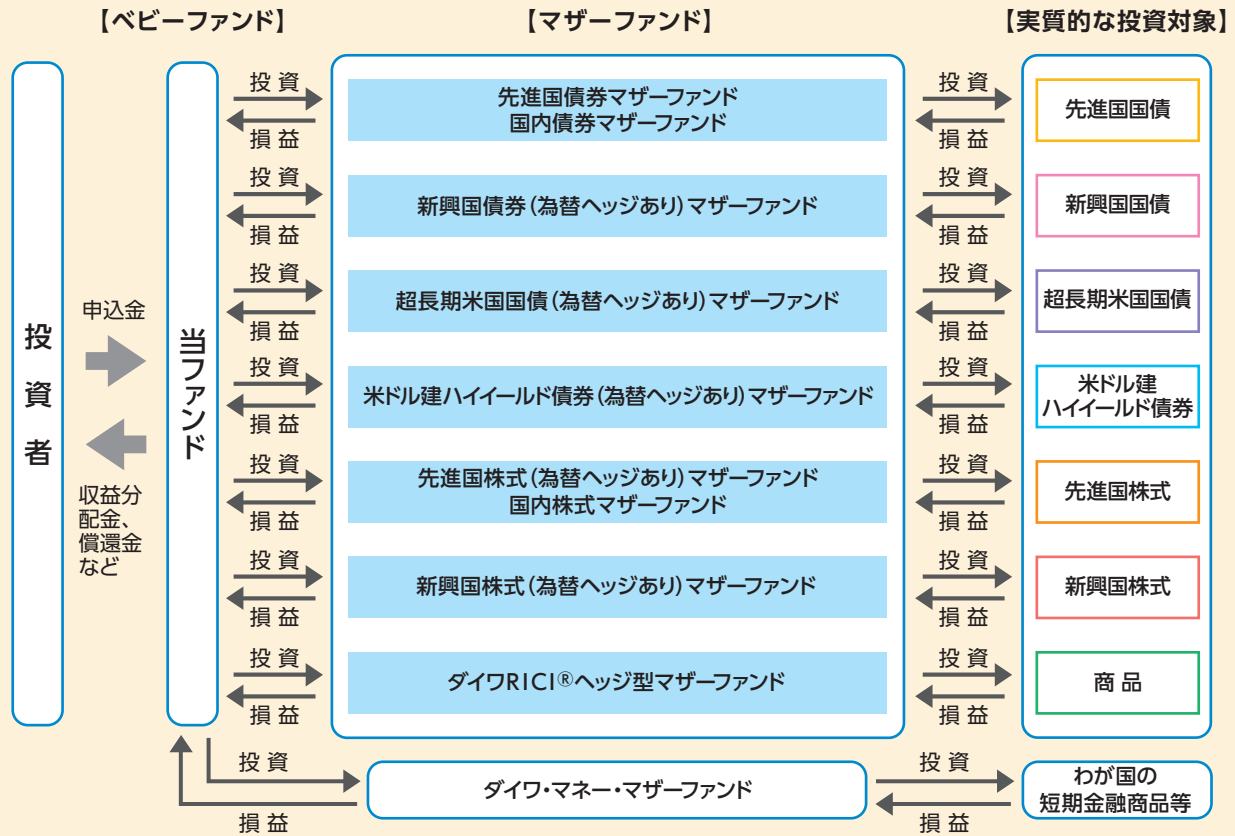 【ベビーファンド】
【マザーファンド】
【実質的な投資対象】
投資者
申込金
収益分
配金、
償還金
など
当ファンド
投資
損益
先進国債券マザーファンド
国内債券マザーファンド
投資
損益
先進国国債
投資
損益
新興国債券(為替ヘッジあり)マザーファンド
投資
損益
新興国国債
投資
損益
超長期米国国債(為替ヘッジあり)マザーファンド
投資
損益
超長期米国国債
投資
損益
米ドル建ハイイールド債券(為替ヘッジあり)マザーファンド
投資
損益
米ドル建
ハイイールド債券
投資
損益
先進国株式(為替ヘッジあり)マザーファンド
国内株式マザーファンド
投資
損益
先進国株式
投資
損益
新興国株式(為替ヘッジあり)マザーファンド
投資
損益
新興国株式
投資
損益
ダイワRICI®ヘッジ型マザーファンド
投資
損益
商品
投資
損益
ダイワ・マネー・マザーファンド
投資
損益
わが国の
短期金融商品等